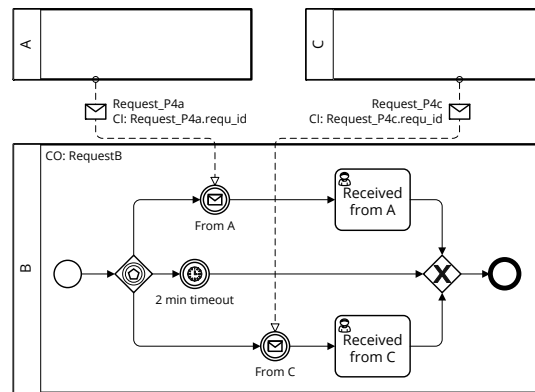 A
C
Request_P4a
CI: Request_P4a.requ_id
Request_P4c
CI: Request_P4c.requ_id
CO: RequestB
B
From A
Received
from A
2 min timeout
From C
Received
from C